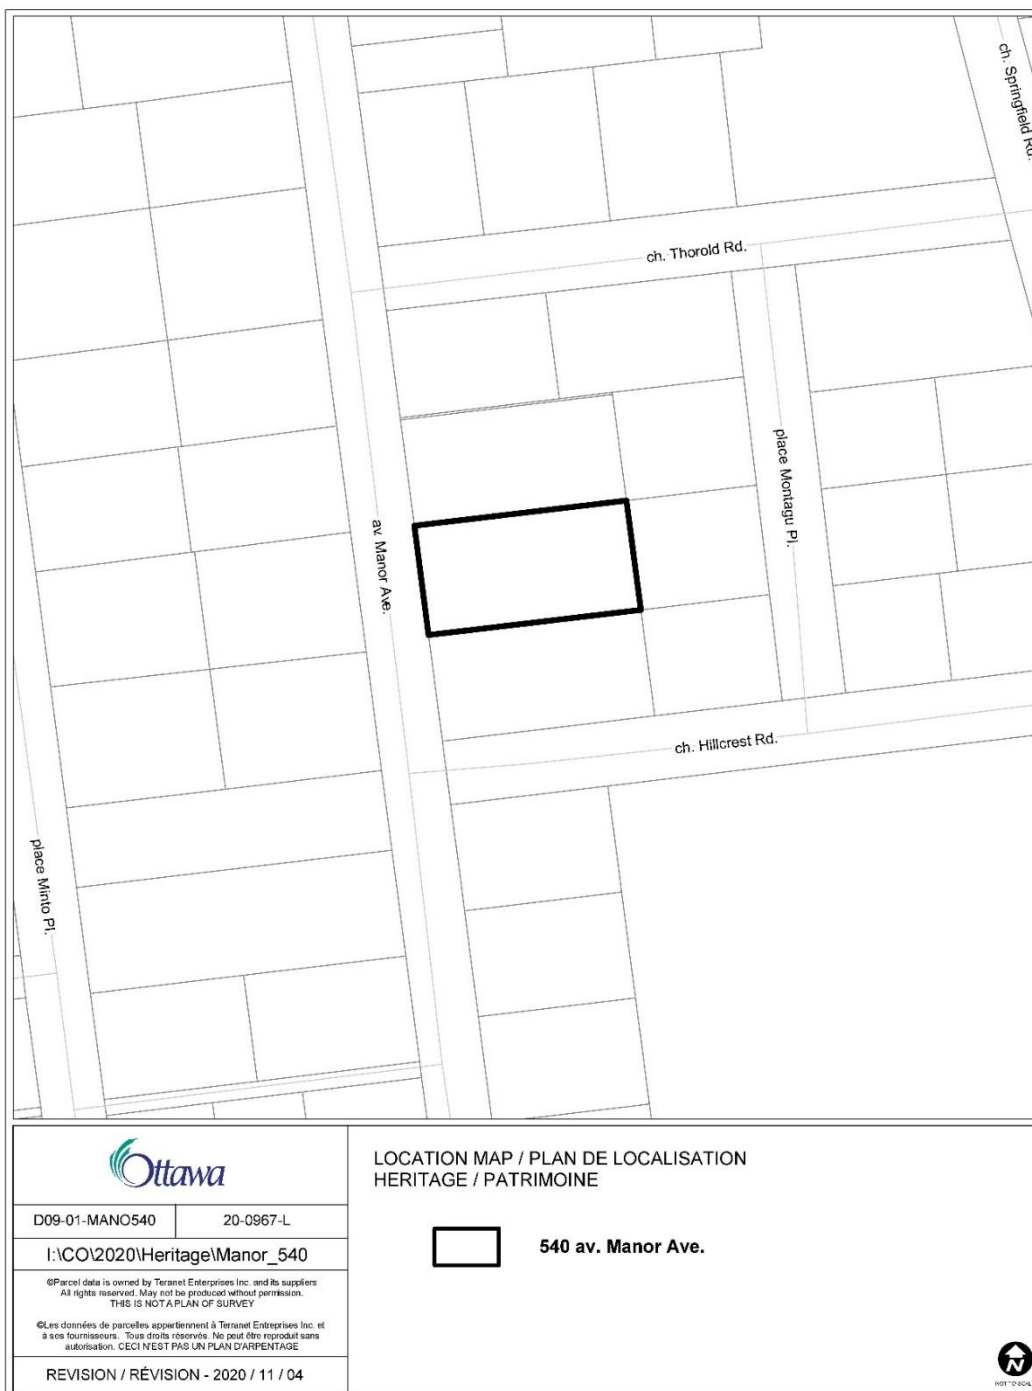 ch. Springfield Rd.
ch. Thorold Rd.
place Montagu Pl.
av. Manor Ave.
ch. Hillcrest Rd.
place Minto Pl.
Ottawa
LOCATION MAP / PLAN DE LOCALISATION
HERITAGE / PATRIMOINE
D09-01-MANO540
20-0967-L
I:\CO\2020\Heritage\Manor_540
540 av. Manor Ave.
©Parcel data is owned by Teranet Enterprises Inc. and its suppliers
All rights reserved. May not be produced without permission.
THIS IS NOT A PLAN OF SURVEY
©Les données de parcelles appartiennent à Terranet Entreprises Inc. et
à ses fournisseurs. Tous droits réservés. Ne peut être reproduit sans
autorisation. CECI N'EST PAS UN PLAN D'ARPENTAGE
REVISION / RÉVISION - 2020 / 11 / 04
N
NOT TO SCALE